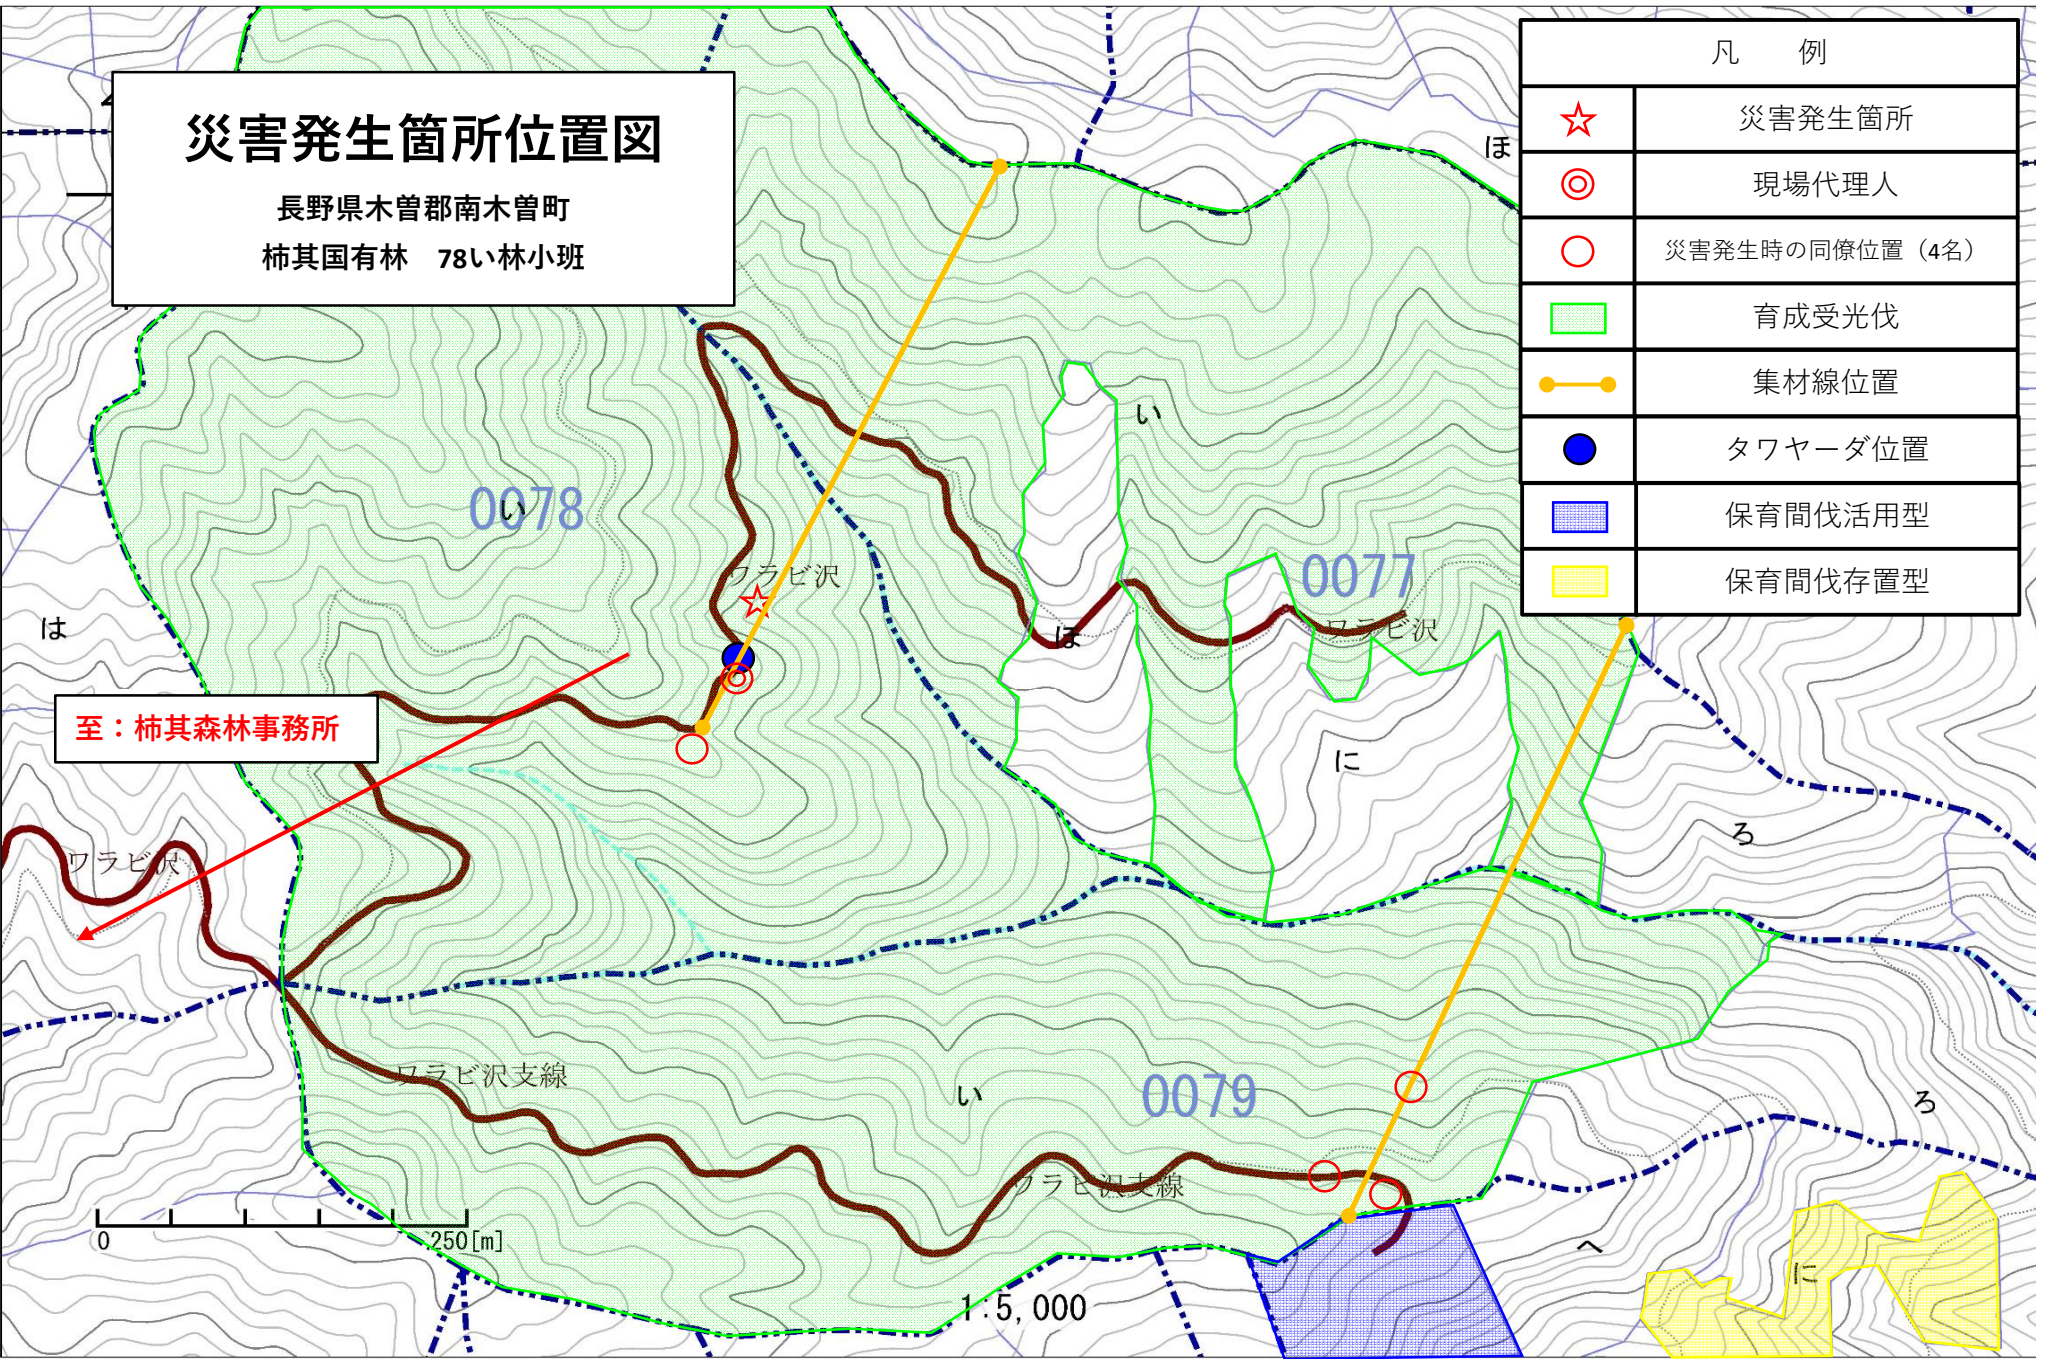 災害発生箇所位置図
長野県木曽郡南木曽町
柿其国有林　78い林小班
凡　例
災害発生箇所
現場代理人
災害発生時の同僚位置（4名）
育成受光伐
集材線位置
タワヤーダ位置
保育間伐活用型
保育間伐存置型
ほ
い
0078
い
ワラビ沢
0077
ワラビ沢
は
ほ
至：柿其森林事務所
に
ろ
ワラビ沢
ワラビ沢支線
い
0079
ろ
ワラビ沢支線
0
250[m]
へ
に
1:5,000